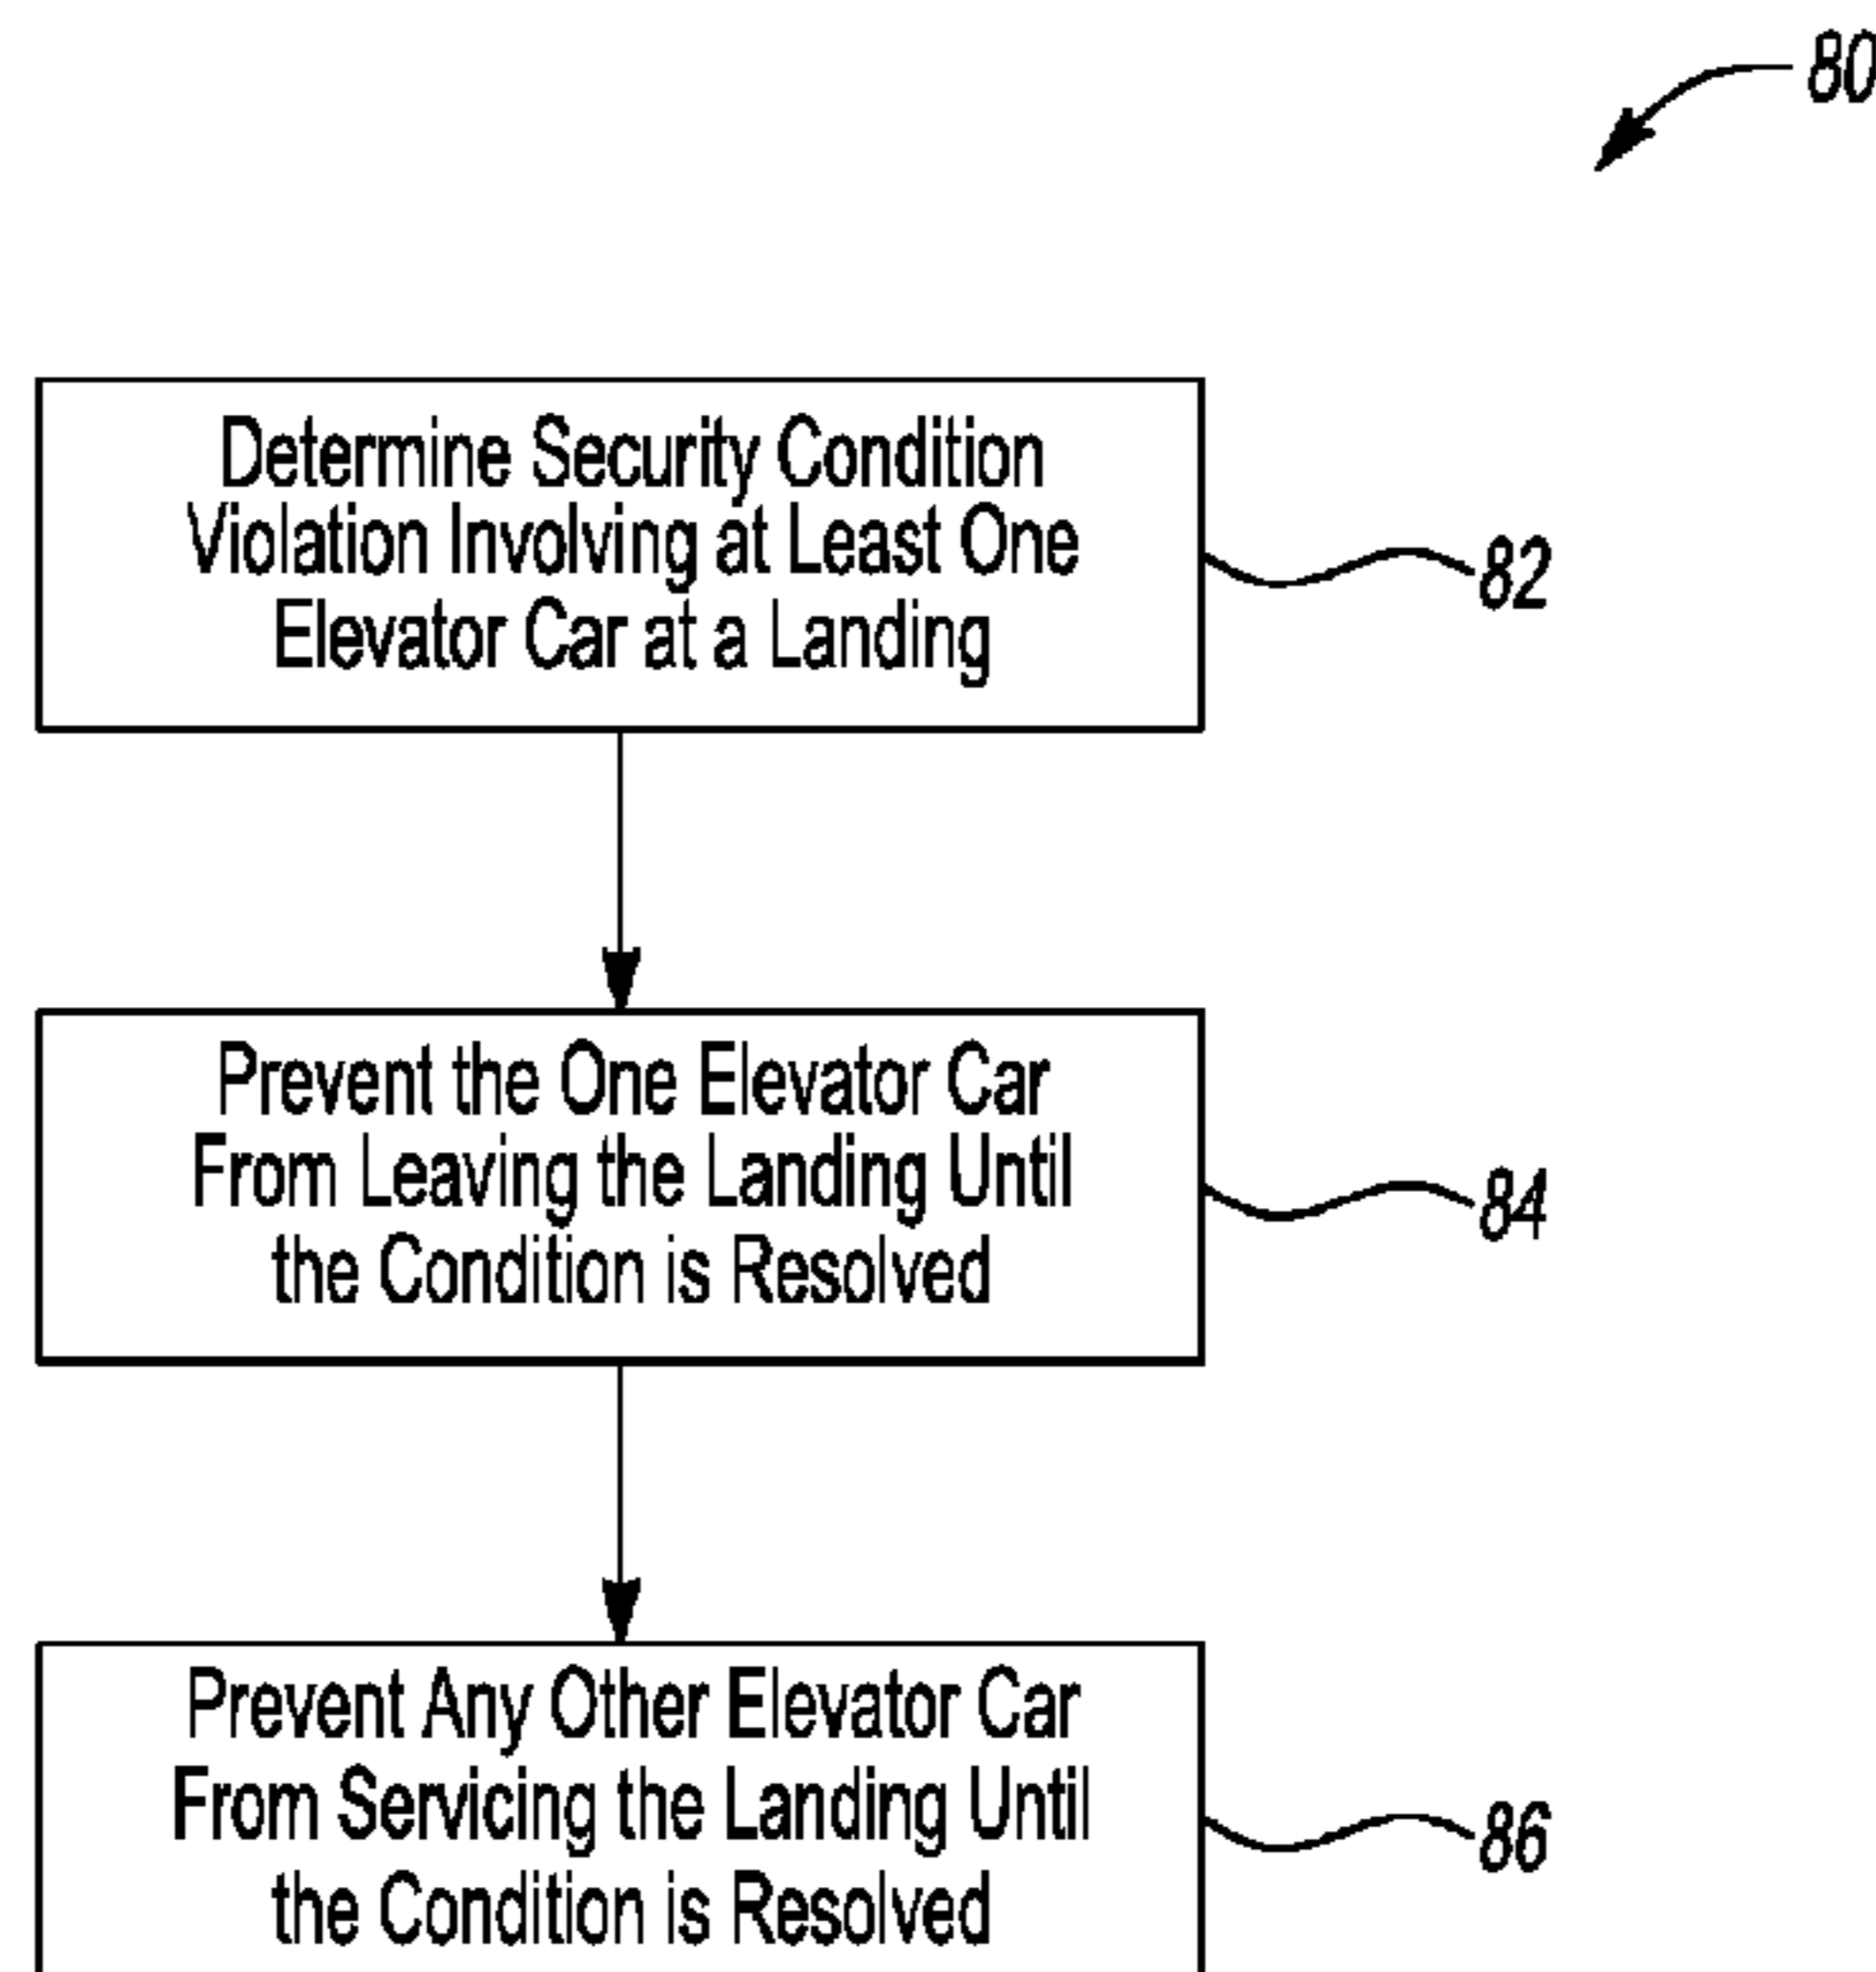 80
Determine Security Condition
Violation Involving at Least One
Elevator Car at a Landing
82
Prevent the One Elevator Car
From Leaving the Landing Until
the Condition is Resolved
84
Prevent Any Other Elevator Car
From Servicing the Landing Until
the Condition is Resolved
86